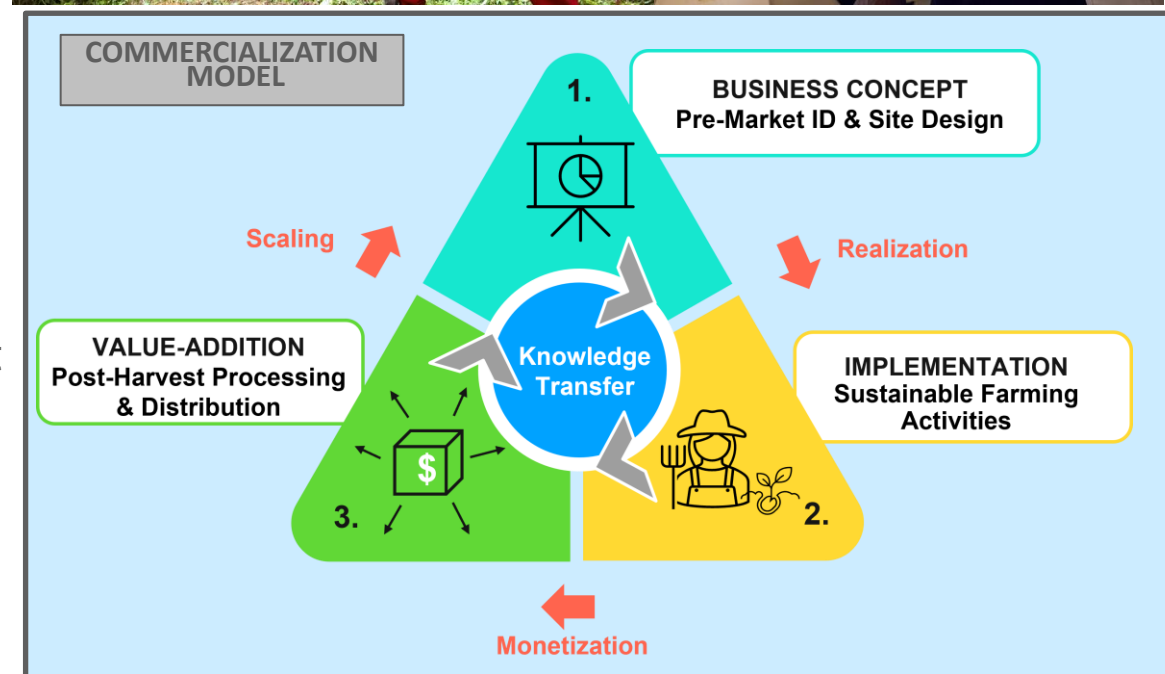 COMMERCIALIZATION
MODEL
1.
BUSINESS CONCEPT
Pre-Market ID & Site Design
Scaling
Realization
VALUE-ADDITION
Post-Harvest Processing
& Distribution
Knowledge
Transfer
IMPLEMENTATION
Sustainable Farming
Activities
$
3.
2.
Monetization